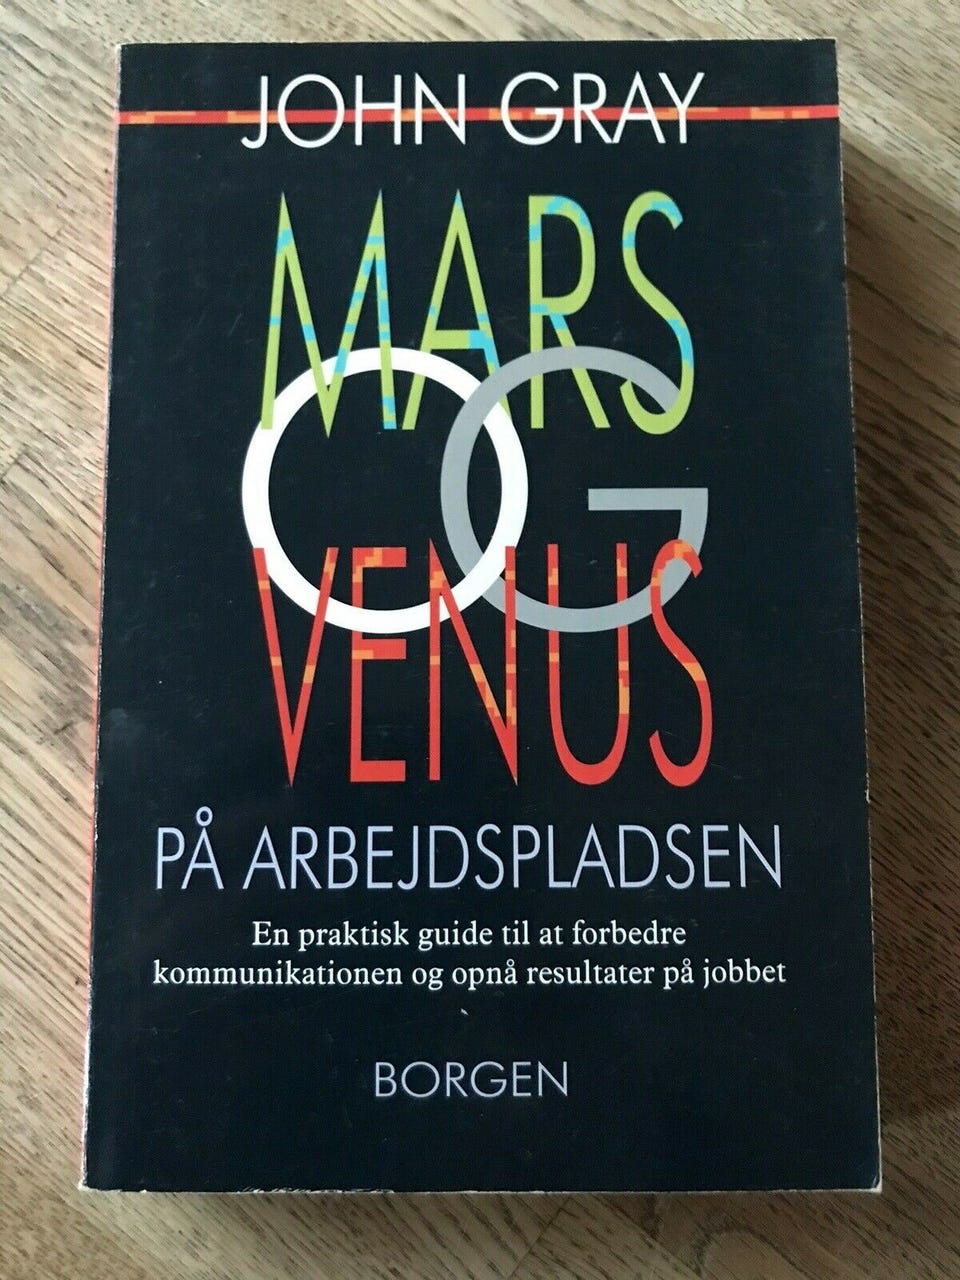 JOHN GRAY
MARS
OG
VENUS
PÅ ARBEJDSPLADSEN
En praktisk guide til at forbedre
kommunikationen og opnå resultater på jobbet
BORGEN